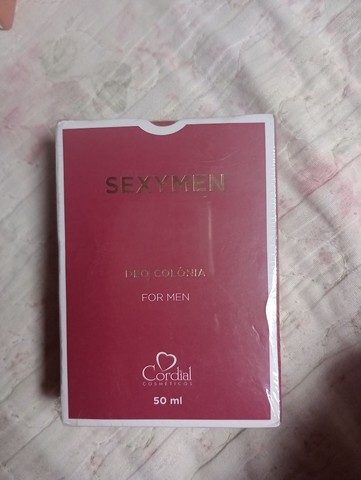 SEXYMEN
DEO COLÔNIA
FOR MEN
Cordial
COSMÉTICOS
50 ml